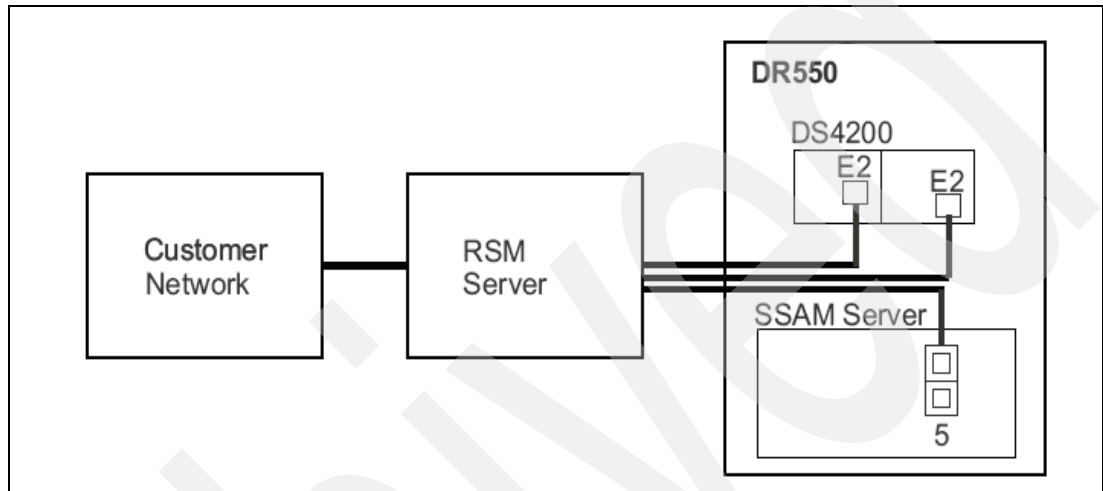 DR550
DS4200
E2
E2
Customer
Network
RSM
Server
SSAM Server
5